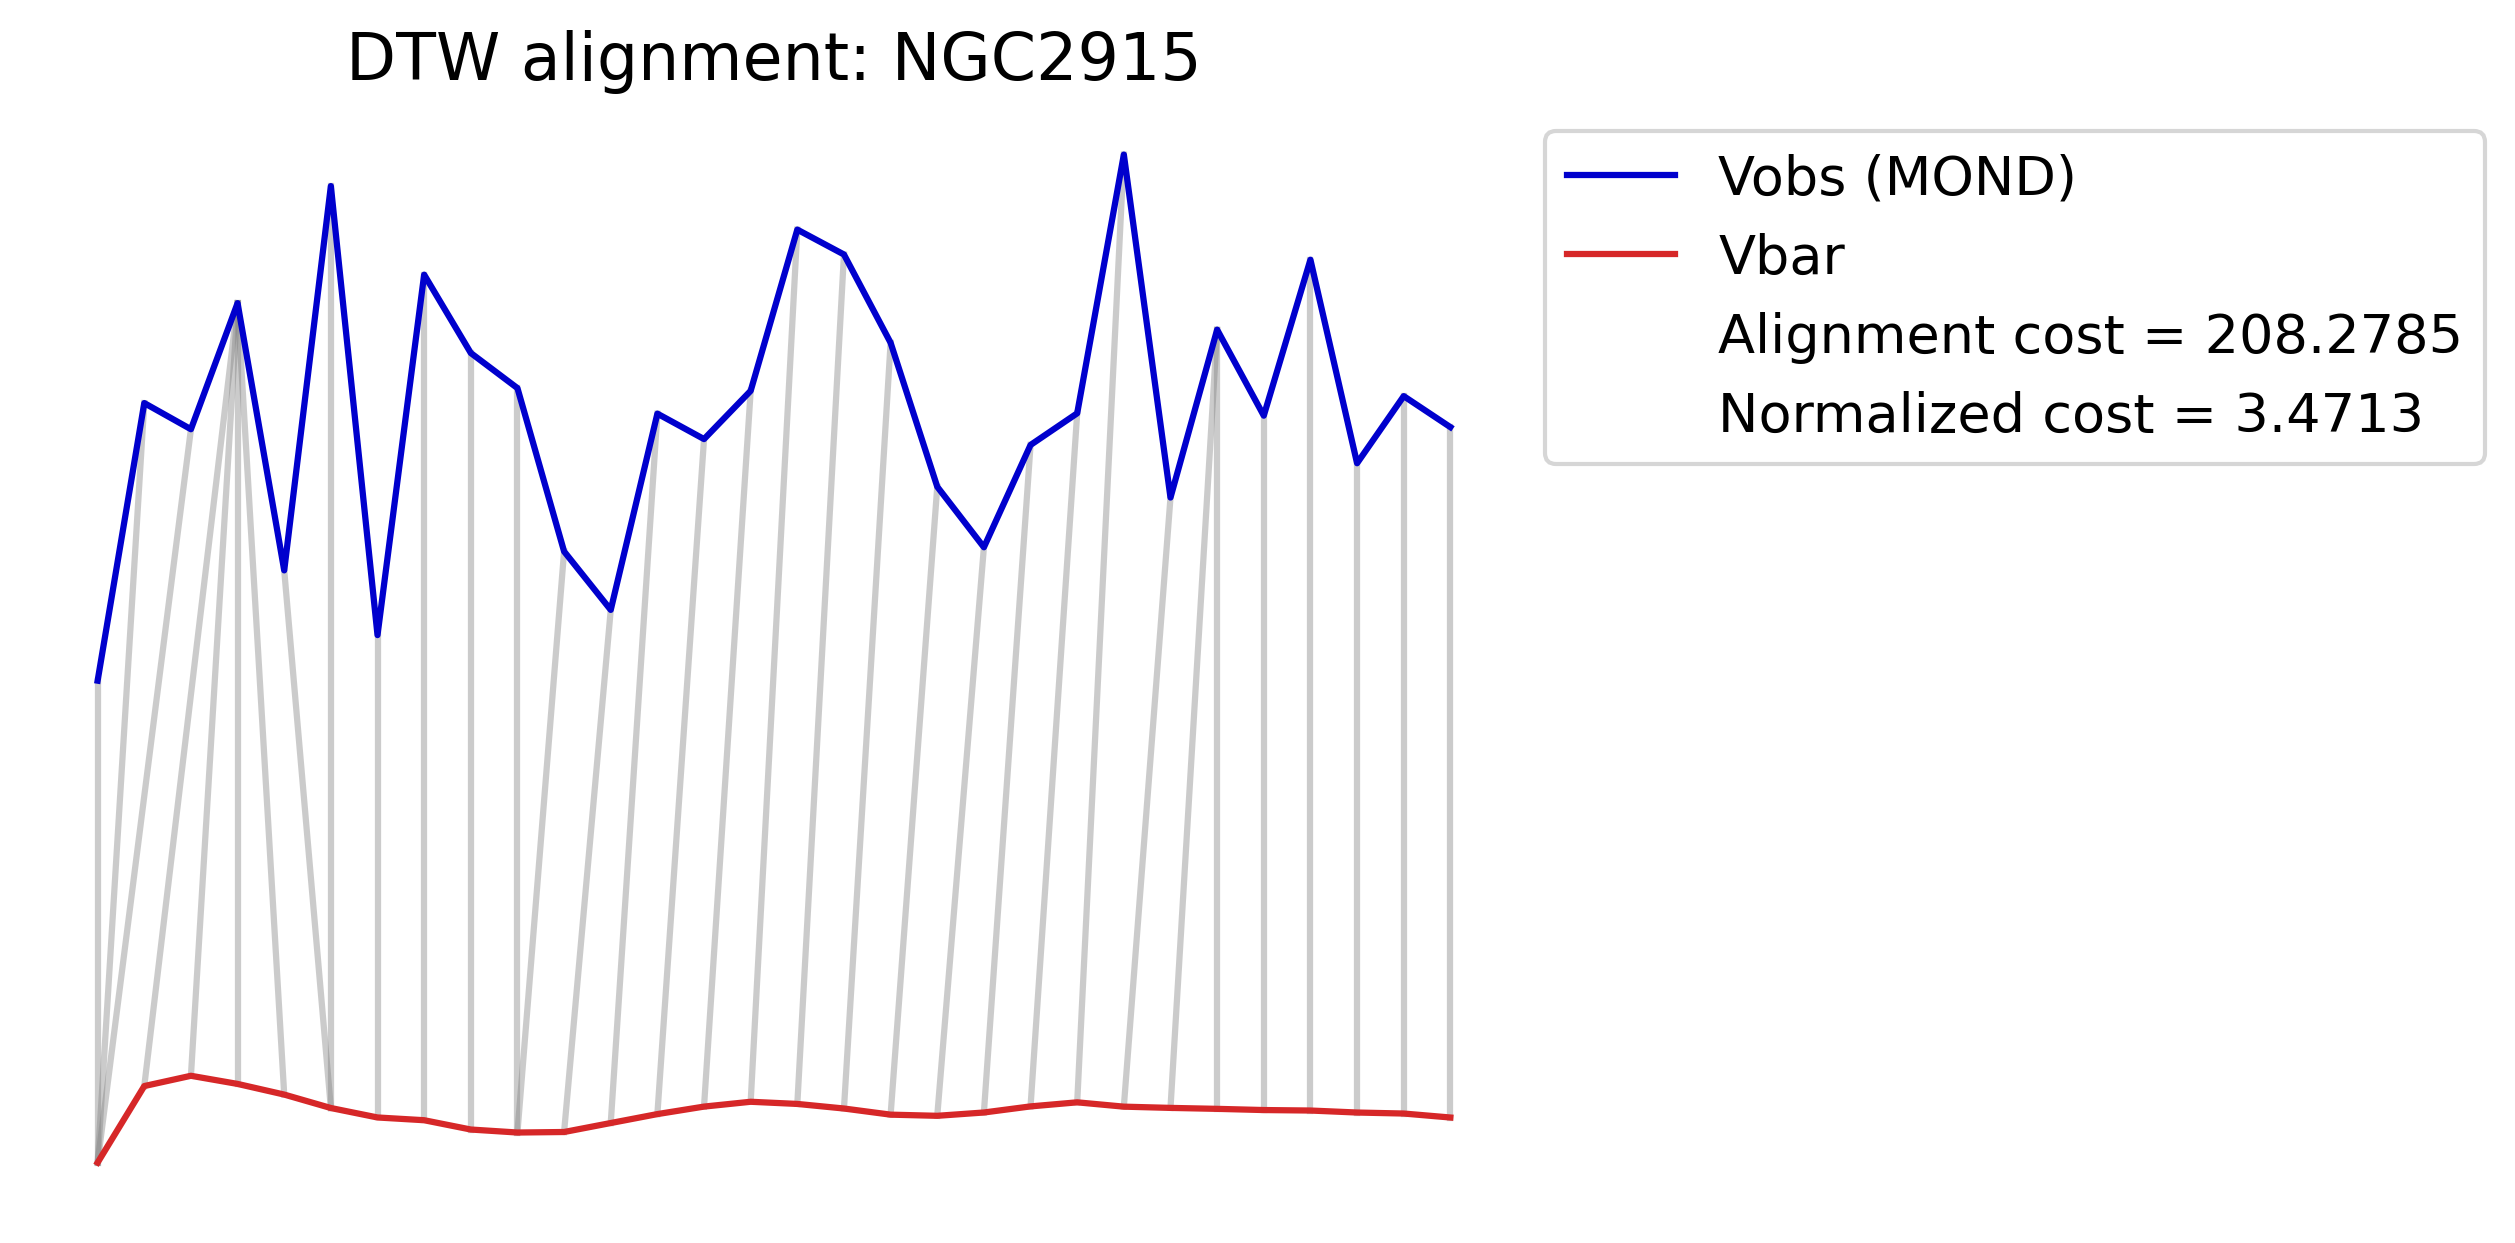 DTW alignment: NGC2915
Vobs (MOND)
Vbar
Alignment cost = 208.2785
Normalized cost = 3.4713